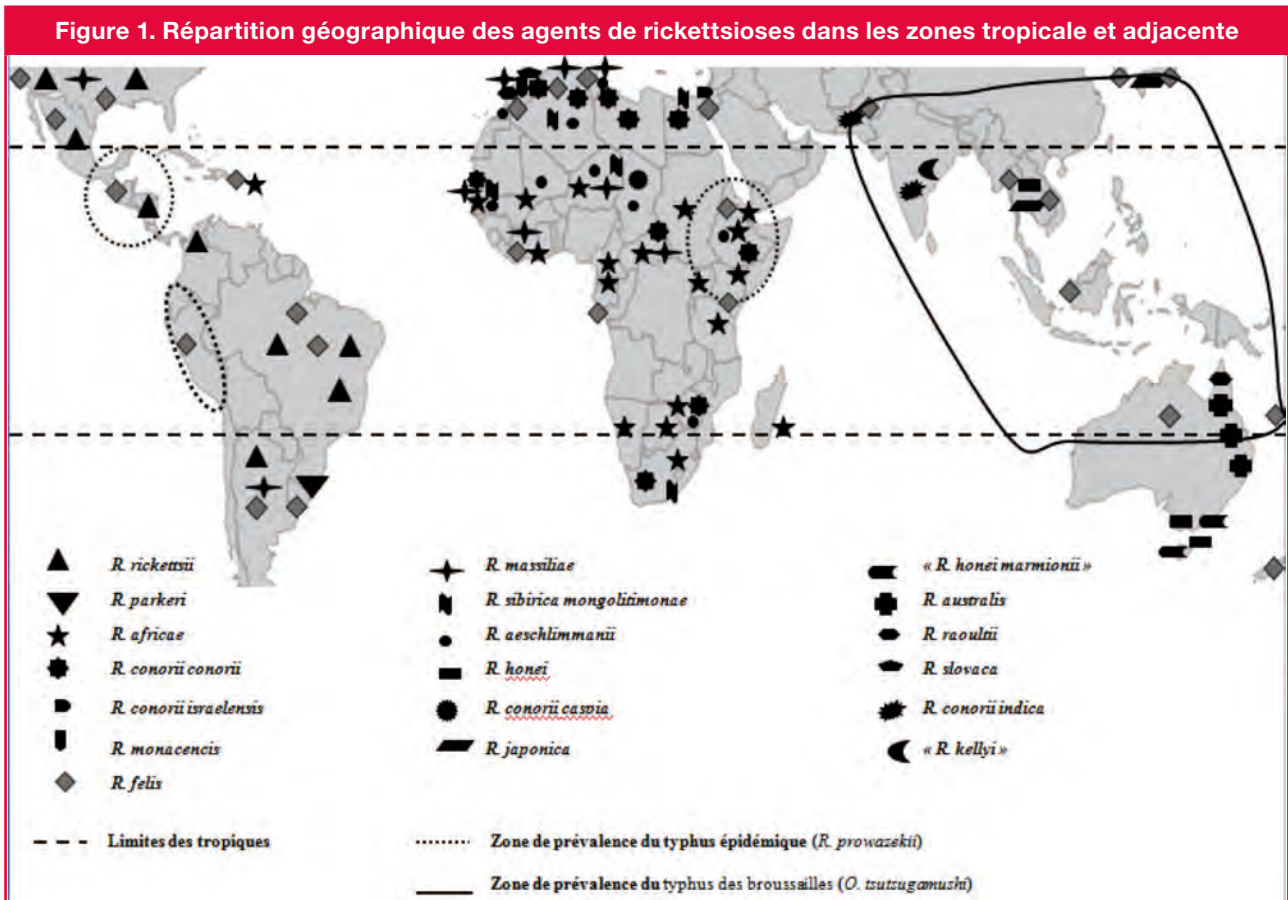 Figure 1. Répartition géographique des agents de rickettsioses dans les zones tropicale et adjacente
R. rickettsii
R. parkeri
R. africae
R. conorii conorii
R. conorii israelensis
R. monacencis
R. felis
R. massiliae
R. sibirica mongolitimonae
R. aeschlimmanii
R. honei
R. conorii caspia
R. japonica
« R. honei marmionii »
R. australis
R. raoultii
R. slovaca
R. conorii indica
« R. kellyi »
Limites des tropiques
Zone de prévalence du typhus épidémique (R. prowazekii)
Zone de prévalence du typhus des broussailles (O. tsutsugamushi)